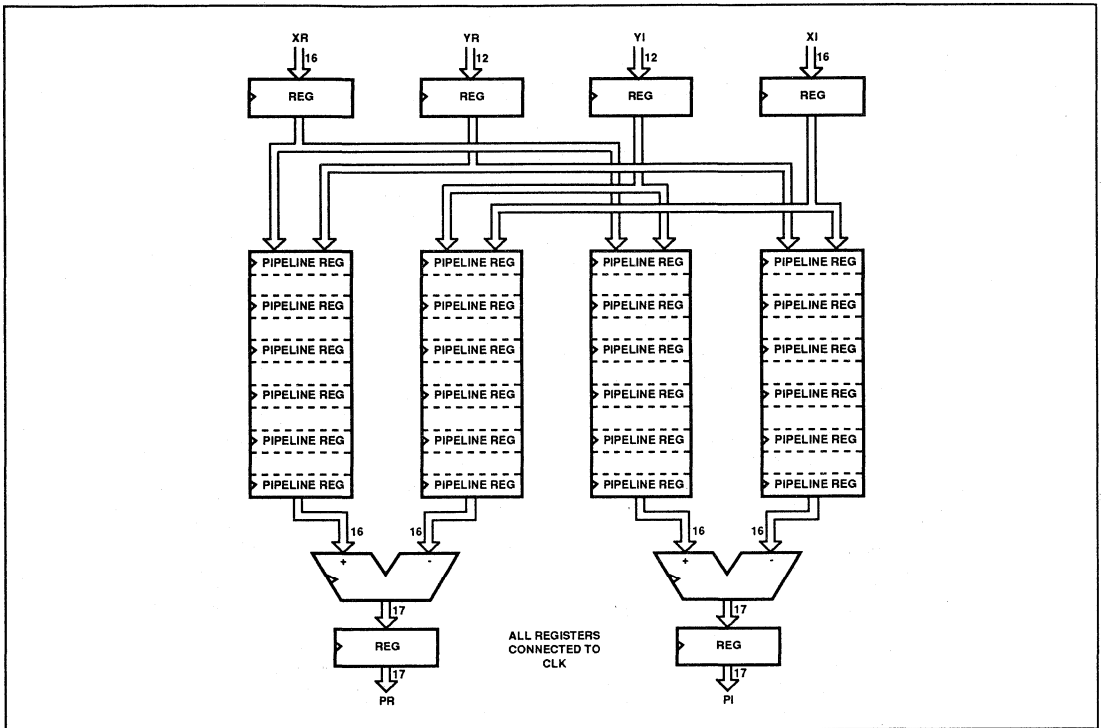 XR YR YI XI
16 12 12 16
REG REG REG REG
PIPELINE REG PIPELINE REG PIPELINE REG PIPELINE REG
PIPELINE REG PIPELINE REG PIPELINE REG PIPELINE REG
PIPELINE REG PIPELINE REG PIPELINE REG PIPELINE REG
PIPELINE REG PIPELINE REG PIPELINE REG PIPELINE REG
PIPELINE REG PIPELINE REG PIPELINE REG PIPELINE REG
PIPELINE REG PIPELINE REG PIPELINE REG PIPELINE REG
16 16 16 16
+ - + -
17 17
REG REG
ALL REGISTERS
CONNECTED TO
CLK
17 17
PR PI